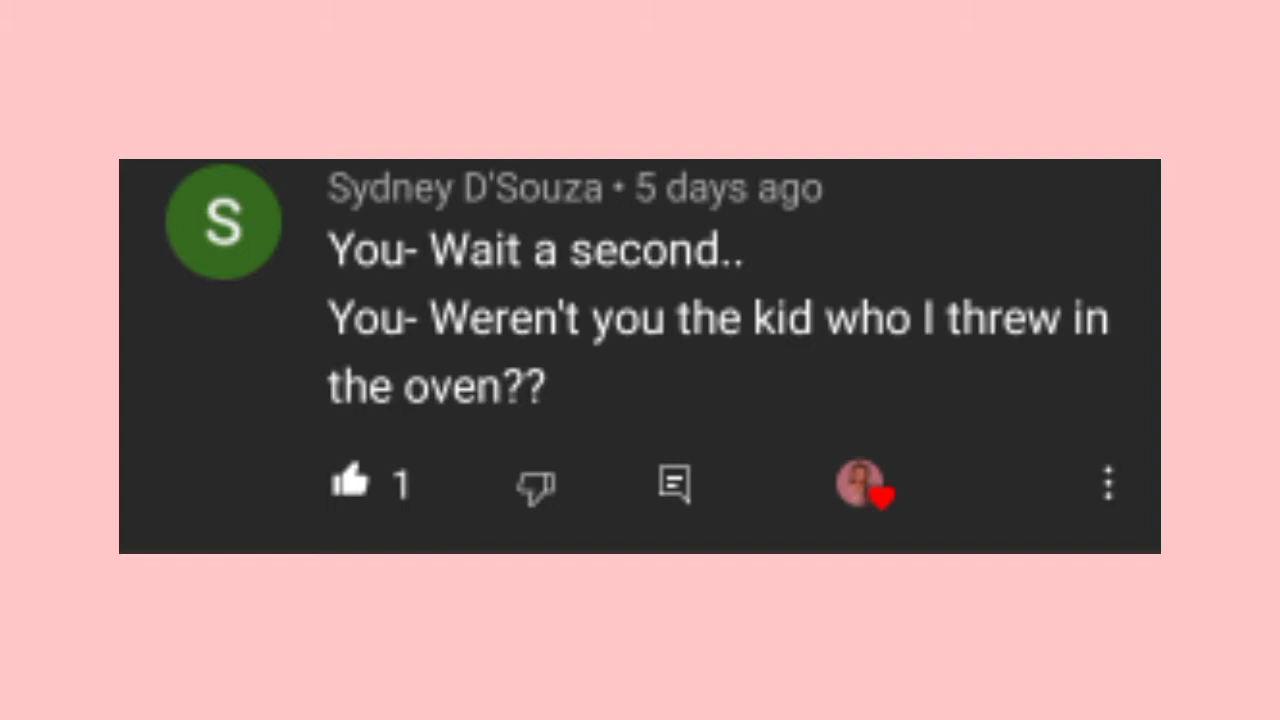 S
Sydney D'Souza • 5 days ago
You- Wait a second..
You- Weren't you the kid who I threw in
the oven??
1